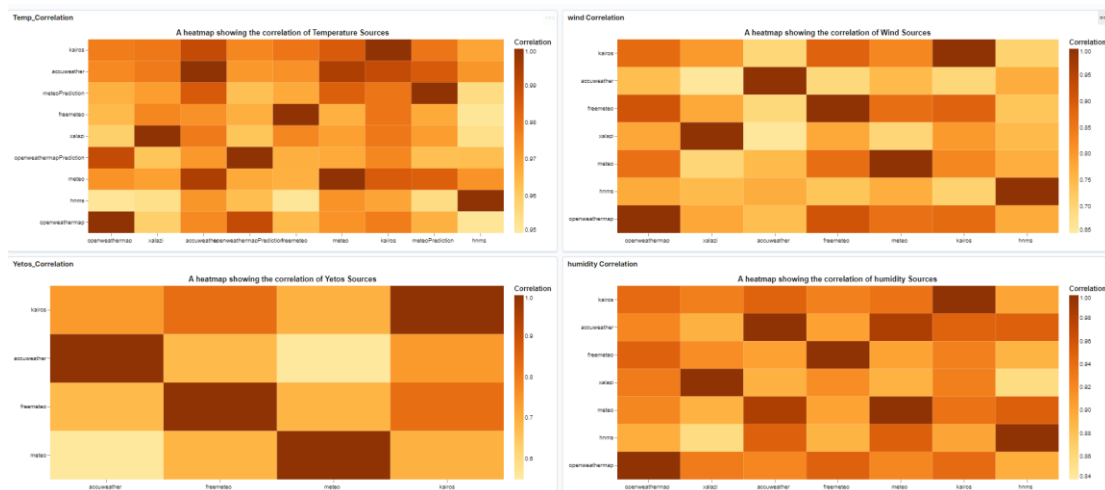 Temp_Correlation
A heatmap showing the correlation of Temperature Sources
Correlation
kairos
accuweather
meteoPrediction
freemeteo
xalazi
openweathermapPrediction
meteo
hnms
openweathermap
1.00
0.99
0.98
0.97
0.96
0.95
openweathermap xalazi accuweather openweathermapPrediction freemeteo meteo kairos meteoPrediction hnms
wind Correlation
A heatmap showing the correlation of Wind Sources
Correlation
kairos
accuweather
freemeteo
xalazi
meteo
hnms
openweathermap
1.00
0.95
0.90
0.85
0.80
0.75
0.70
0.65
openweathermap xalazi accuweather freemeteo meteo kairos hnms
Yetos_Correlation
A heatmap showing the correlation of Yetos Sources
Correlation
kairos
accuweather
freemeteo
meteo
1.0
0.9
0.8
0.7
0.6
accuweather freemeteo meteo kairos
humidity Correlation
A heatmap showing the correlation of humidity Sources
Correlation
kairos
accuweather
freemeteo
xalazi
meteo
hnms
openweathermap
1.00
0.98
0.96
0.94
0.92
0.90
0.88
0.86
0.84
openweathermap xalazi accuweather freemeteo meteo kairos hnms